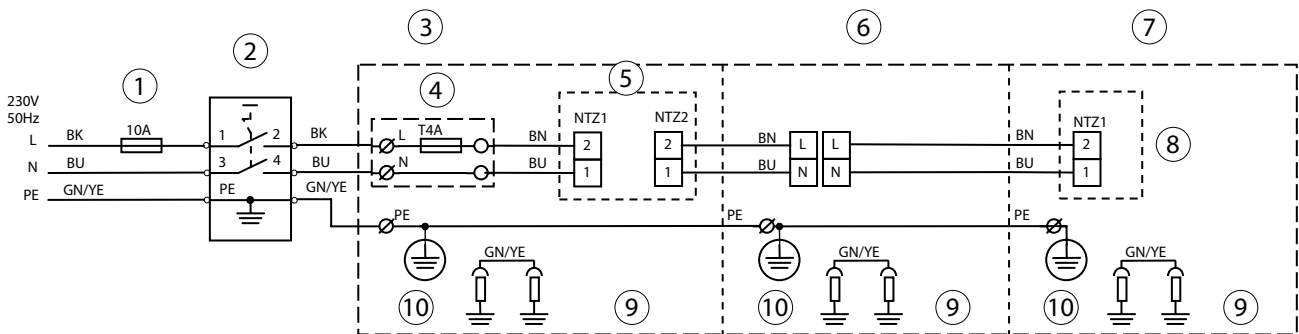 3 6 7
2
1 4 5
230V
50Hz
L BK 10A 1 2 BK L T4A BN NTZ1 2 NTZ2 2 BN L L BN NTZ1 2 8
N BU 3 4 BU N BU 1 1 BU N N BU 1
PE GN/YE PE GN/YE PE PE PE
GN/YE GN/YE GN/YE
10 9 10 9 10 9